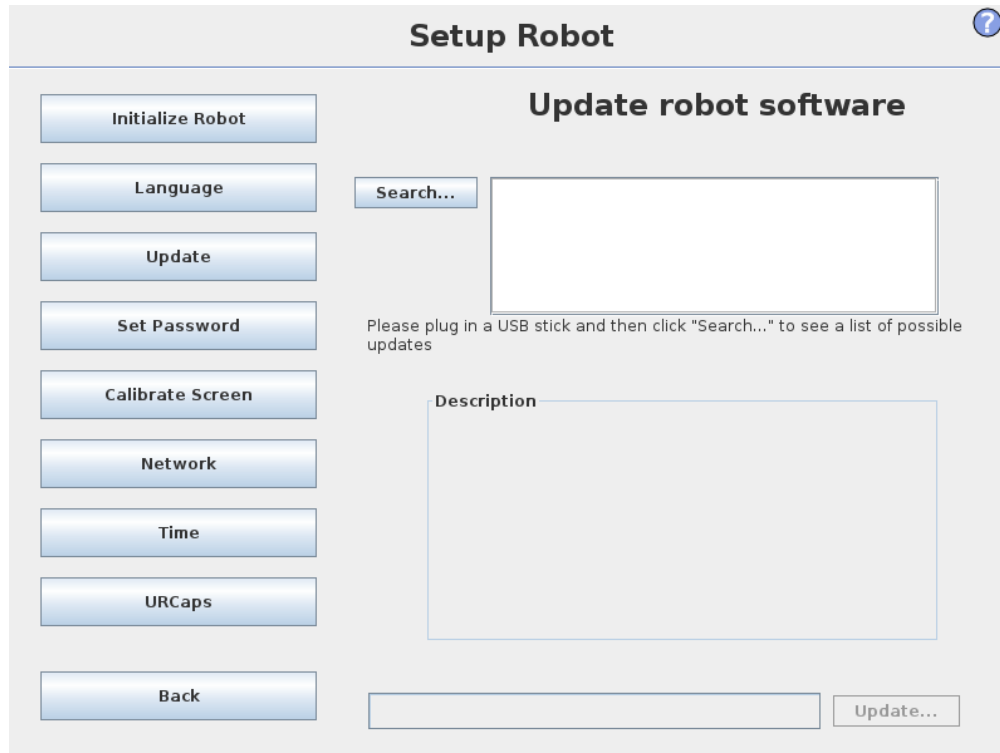 Setup Robot
?
Initialize Robot
Language
Update
Set Password
Calibrate Screen
Network
Time
URCaps
Back
Update robot software
Search...
Please plug in a USB stick and then click "Search..." to see a list of possible
updates
Description
Update...